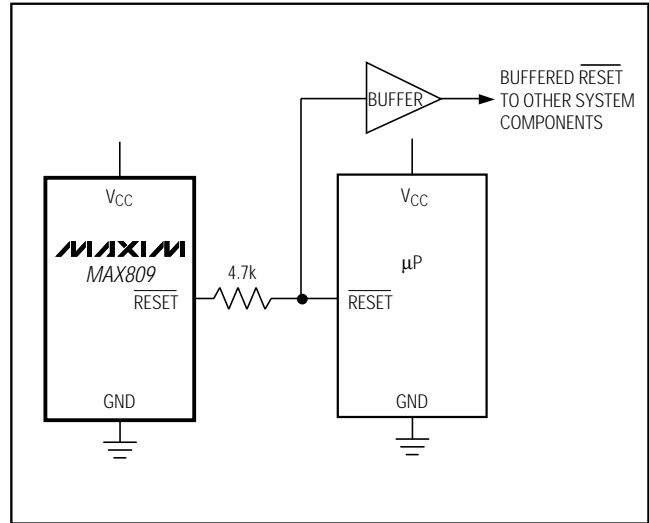 BUFFER
BUFFERED RESET
TO OTHER SYSTEM
COMPONENTS
VCC
MAXIM
MAX809
RESET
GND
4.7k
VCC
μP
RESET
GND